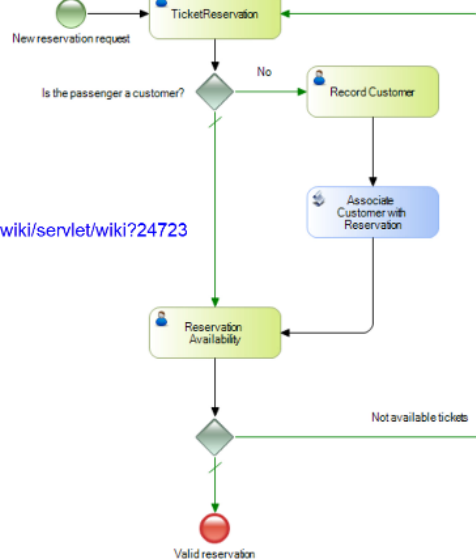 TicketReservation
New reservation request
No
Is the passenger a customer?
Record Customer
Associate
Customer with
Reservation
wiki/servlet/wiki?24723
Reservation
Availability
Not available tickets
Valid reservation